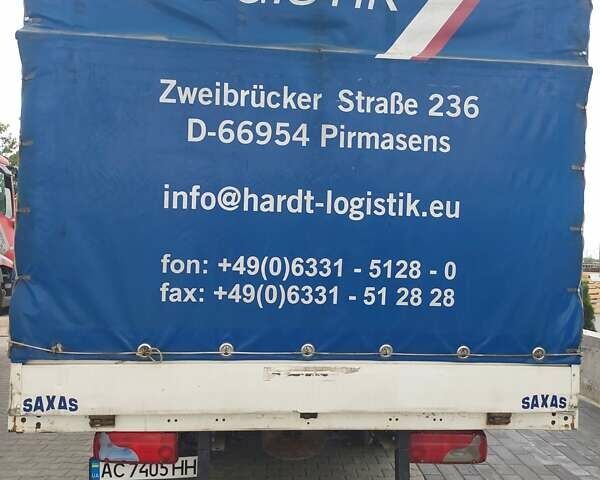 Zweibrücker Straße 236
D-66954 Pirmasens
info@hardt-logistik.eu
fon: +49(0)6331 - 5128 - 0
fax: +49(0)6331 - 51 28 28
SAXAS SAXAS
UA AC 7405 HH